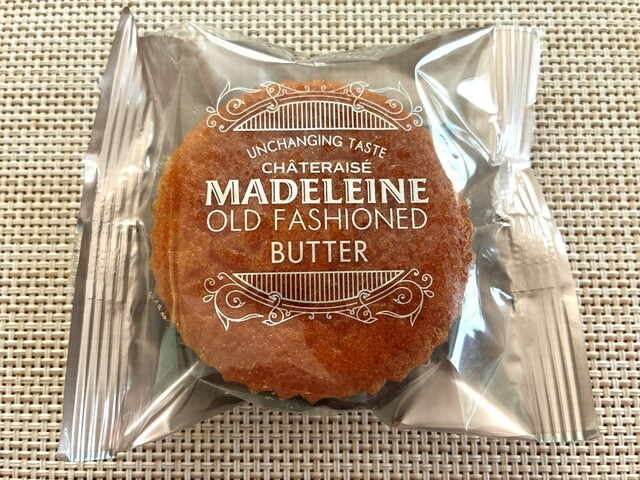 UNCHANGING TASTE
CHÂTERAISÉ
MADELEINE
OLD FASHIONED
BUTTER